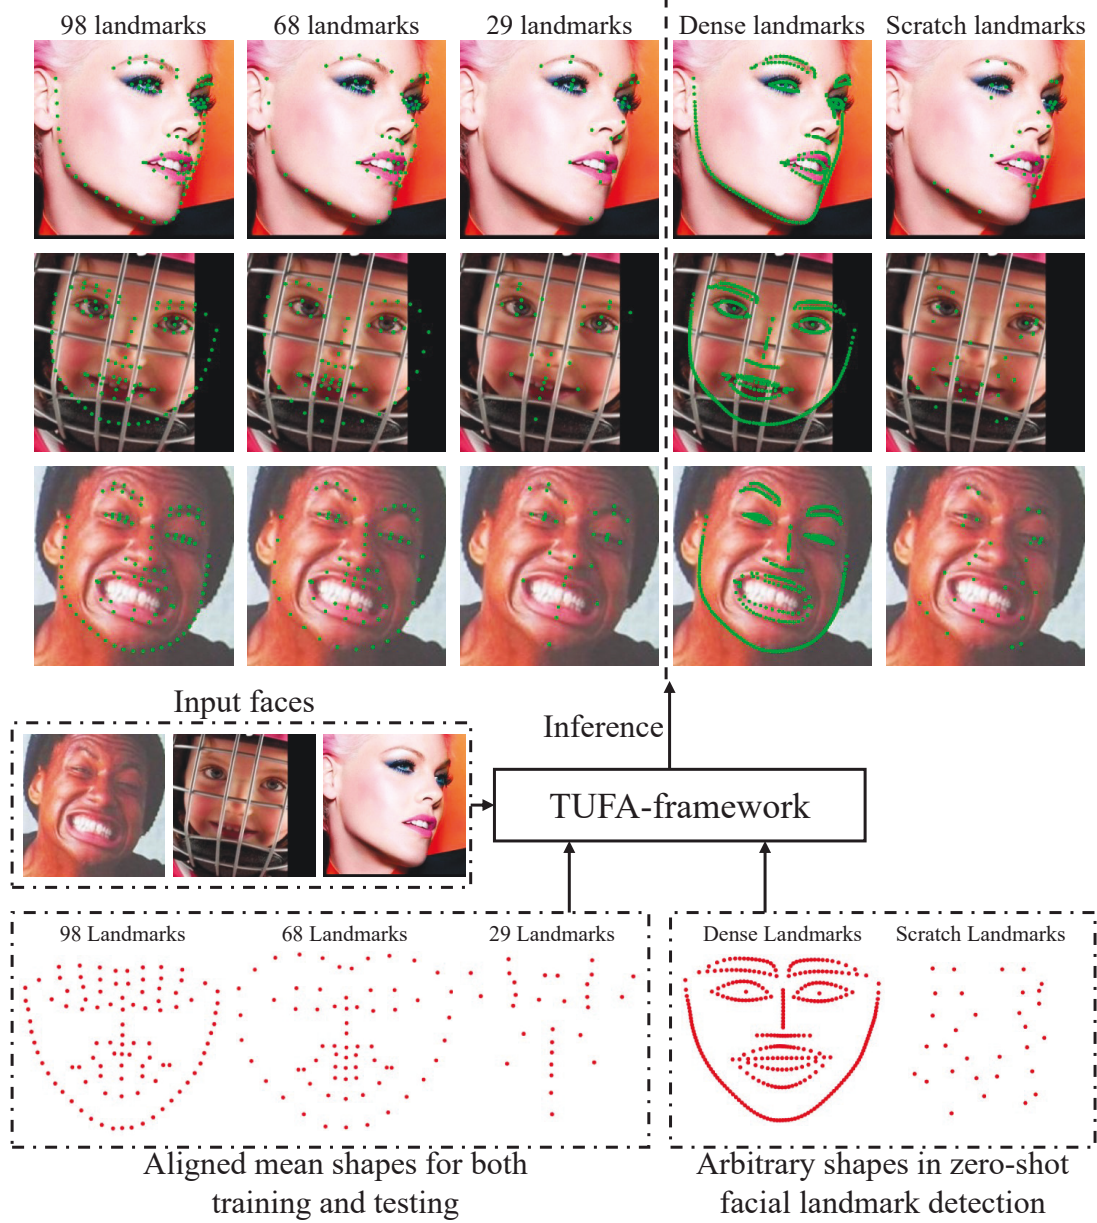 98 landmarks
68 landmarks
29 landmarks
Dense landmarks
Scratch landmarks
Input faces
Inference
TUFA-framework
98 Landmarks
68 Landmarks
29 Landmarks
Dense Landmarks
Scratch Landmarks
Aligned mean shapes for both
training and testing
Arbitrary shapes in zero-shot
facial landmark detection